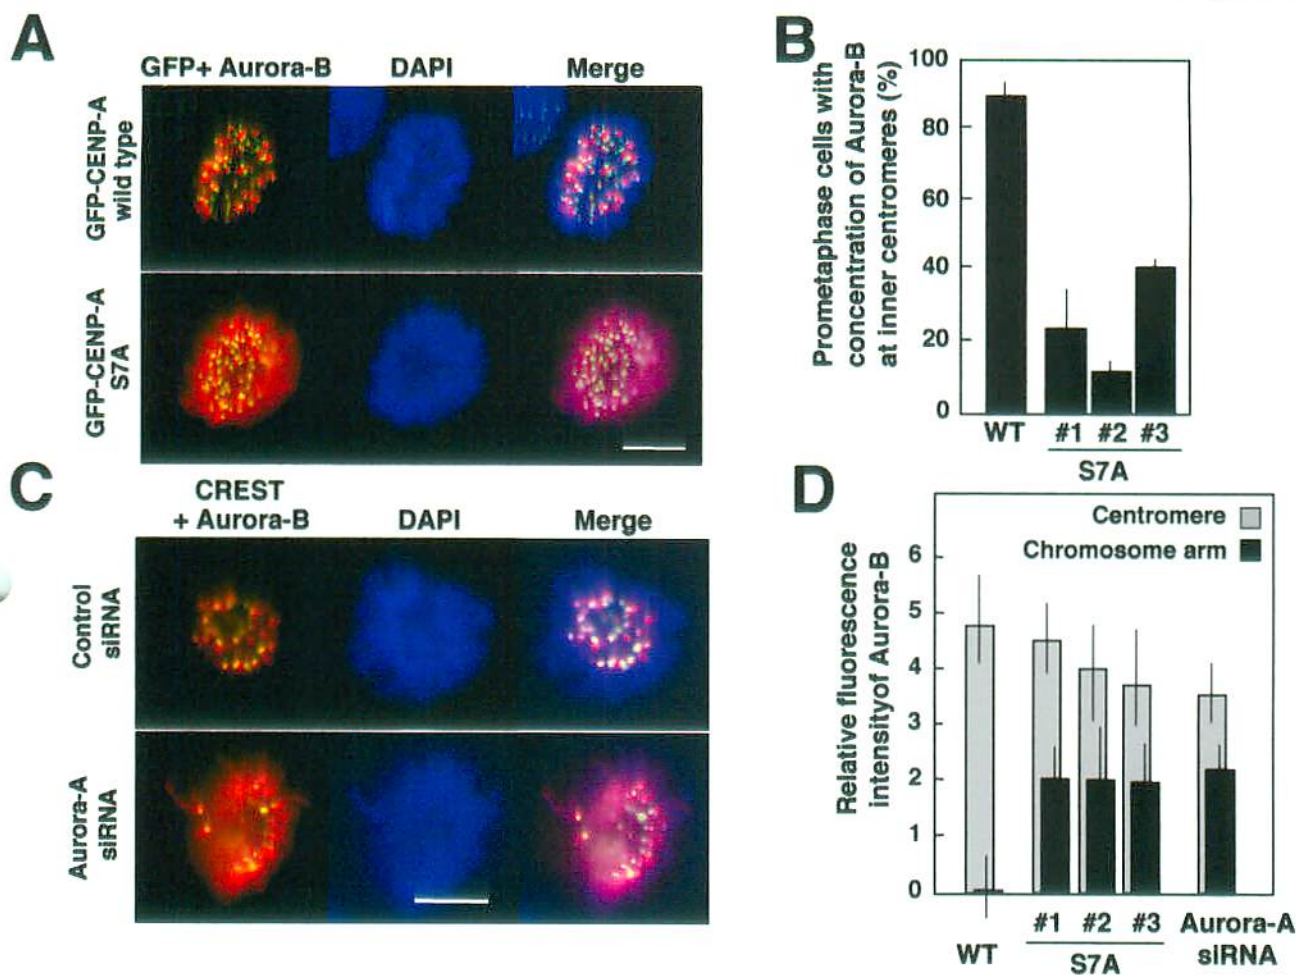 A
GFP+ Aurora-B
DAPI
Merge
GFP-CENP-A
wild type
GFP-CENP-A
S7A
B
Prometaphase cells with
concentration of Aurora-B
at inner centromeres (%)
100
80
60
40
20
0
WT
#1
#2
#3
S7A
C
CREST
+ Aurora-B
DAPI
Merge
Control
siRNA
Aurora-A
siRNA
D
Centromere
Chromosome arm
Relative fluorescence
intensityof Aurora-B
6
5
4
3
2
1
0
WT
#1
#2
#3
S7A
Aurora-A
siRNA